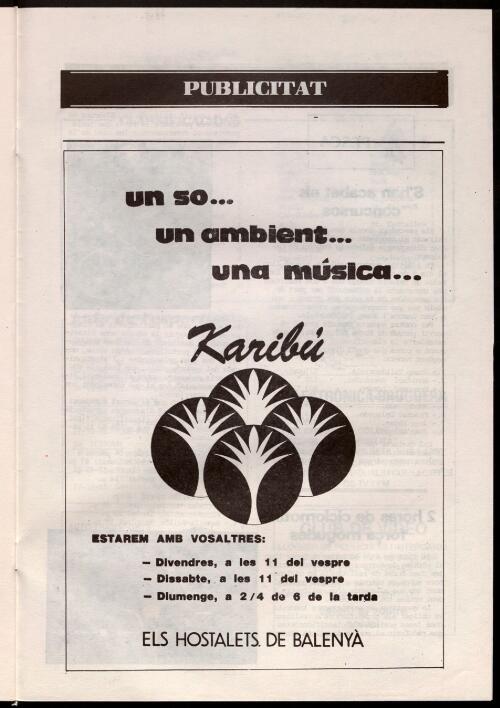 PUBLICITAT
un so...
un ambient...
una música...
Karibú
ESTAREM AMB VOSALTRES:
— Divendres, a les 11 del vespre
— Dissabte, a les 11 del vespre
— Diumenge, a 2/4 de 6 de la tarda
ELS HOSTALETS DE BALENYÀ